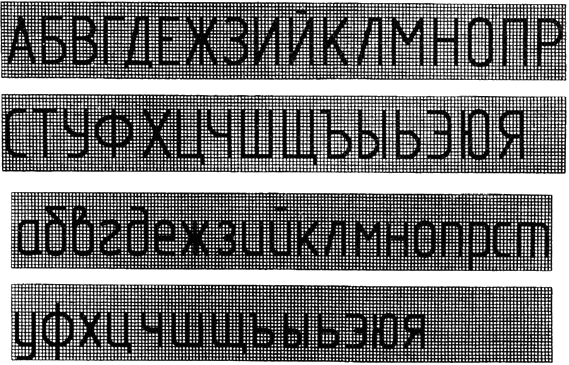 АБВГДЕЖЗИЙКЛМНОПР
СТУФХЦЧШЩЪЫЬЭЮЯ
абвгдежзийклмнопрст
уфхцчшщъыьэюя